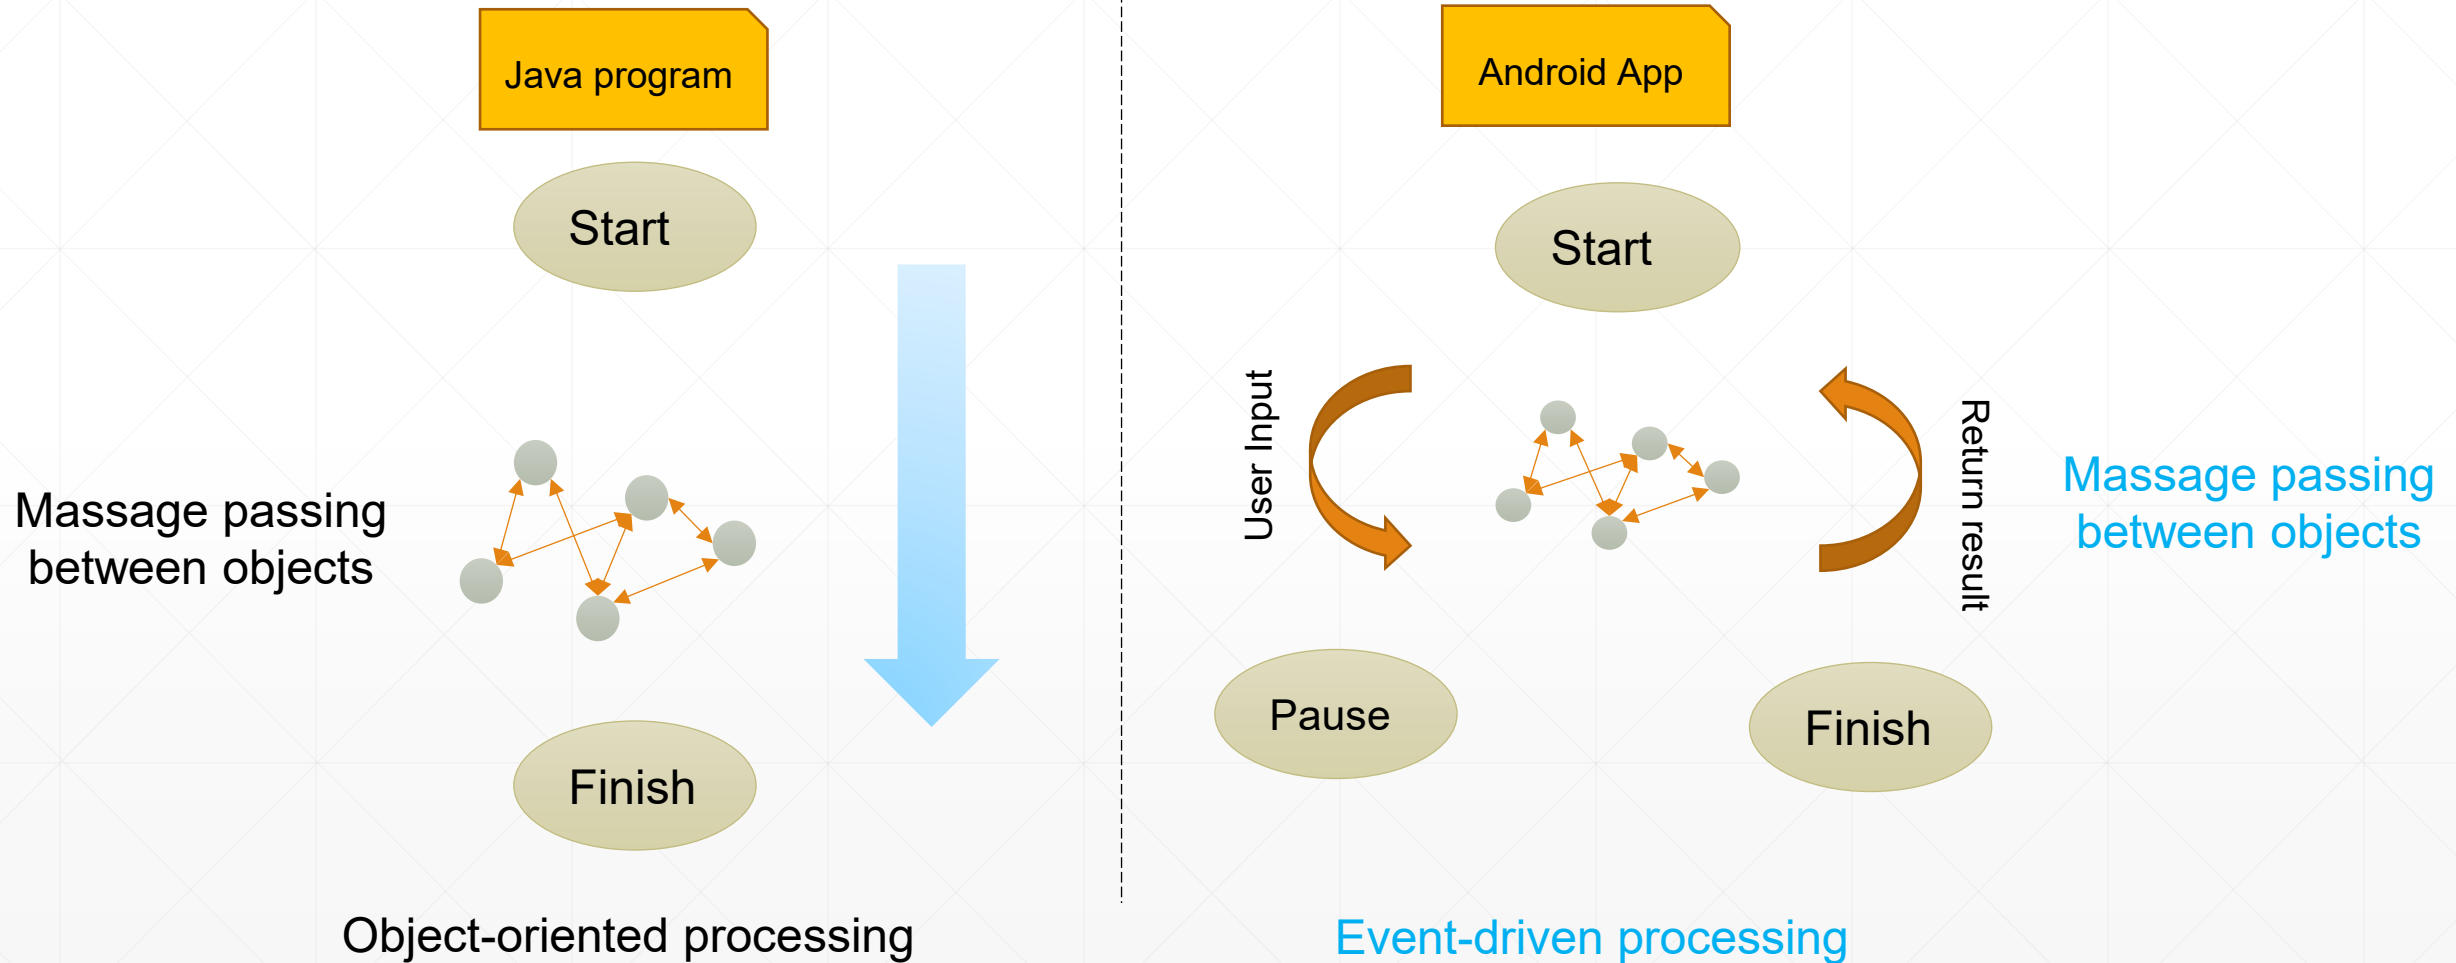 Java program
Start
Massage passing
between objects
Finish
Object-oriented processing
Android App
Start
User Input
Return result
Massage passing
between objects
Pause
Finish
Event-driven processing